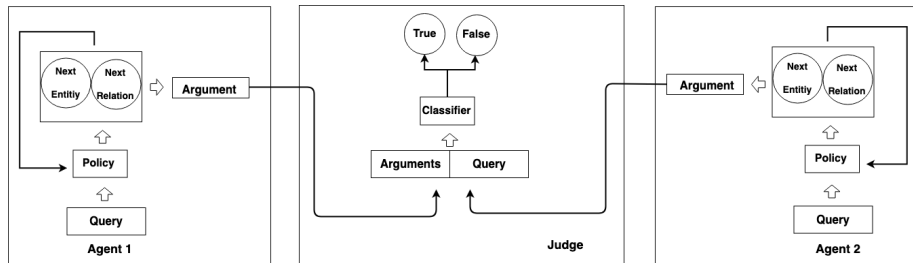 Next
Entitiy
Next
Relation
Argument
Policy
Query
Agent 1
True
False
Classifier
Arguments
Query
Judge
Argument
Next
Entitiy
Next
Relation
Policy
Query
Agent 2